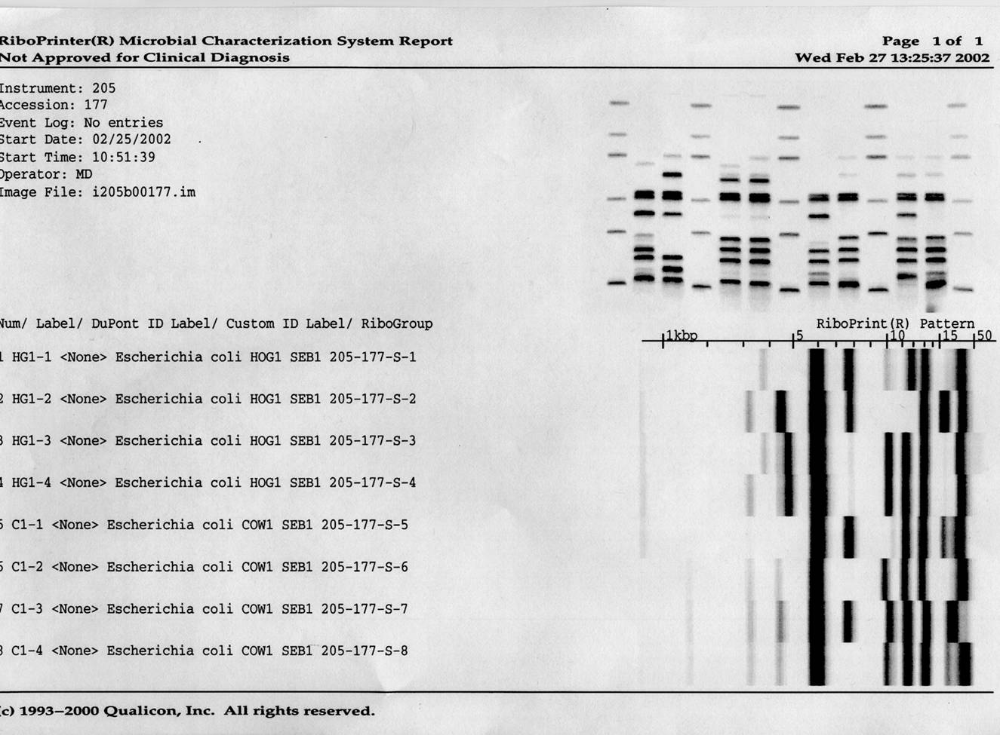 RiboPrinter(R) Microbial Characterization System Report
Page 1 of 1
Not Approved for Clinical Diagnosis
Wed Feb 27 13:25:37 2002
Instrument: 205
Accession: 177
Event Log: No entries
Start Date: 02/25/2002
Start Time: 10:51:39
Operator: MD
Image File: i205b00177.im
Num/ Label/ DuPont ID Label/ Custom ID Label/ RiboGroup
RiboPrint(R) Pattern
1kbp 5 10 15 50
1 HG1-1 <None> Escherichia coli HOG1 SEB1 205-177-S-1
2 HG1-2 <None> Escherichia coli HOG1 SEB1 205-177-S-2
3 HG1-3 <None> Escherichia coli HOG1 SEB1 205-177-S-3
4 HG1-4 <None> Escherichia coli HOG1 SEB1 205-177-S-4
5 C1-1 <None> Escherichia coli COW1 SEB1 205-177-S-5
6 C1-2 <None> Escherichia coli COW1 SEB1 205-177-S-6
7 C1-3 <None> Escherichia coli COW1 SEB1 205-177-S-7
8 C1-4 <None> Escherichia coli COW1 SEB1 205-177-S-8
(c) 1993-2000 Qualicon, Inc. All rights reserved.